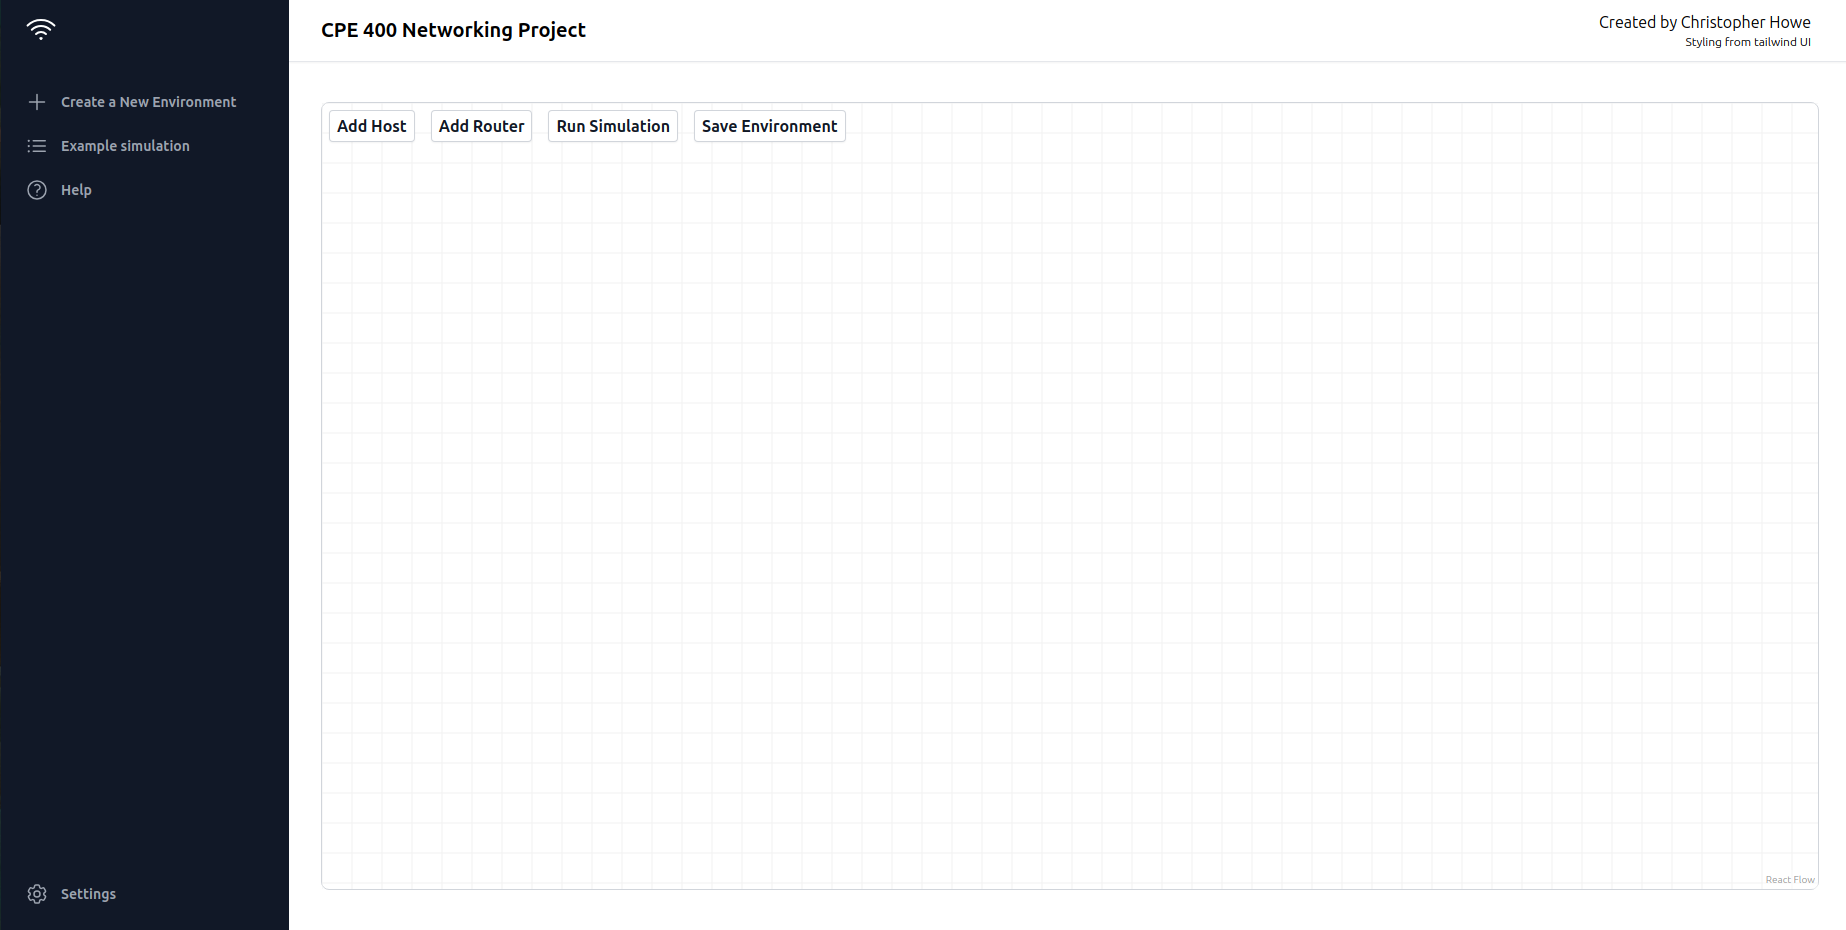 Create a New Environment
Example simulation
Help
Settings
CPE 400 Networking Project
Created by Christopher Howe
Styling from tailwind UI
Add Host
Add Router
Run Simulation
Save Environment
React Flow